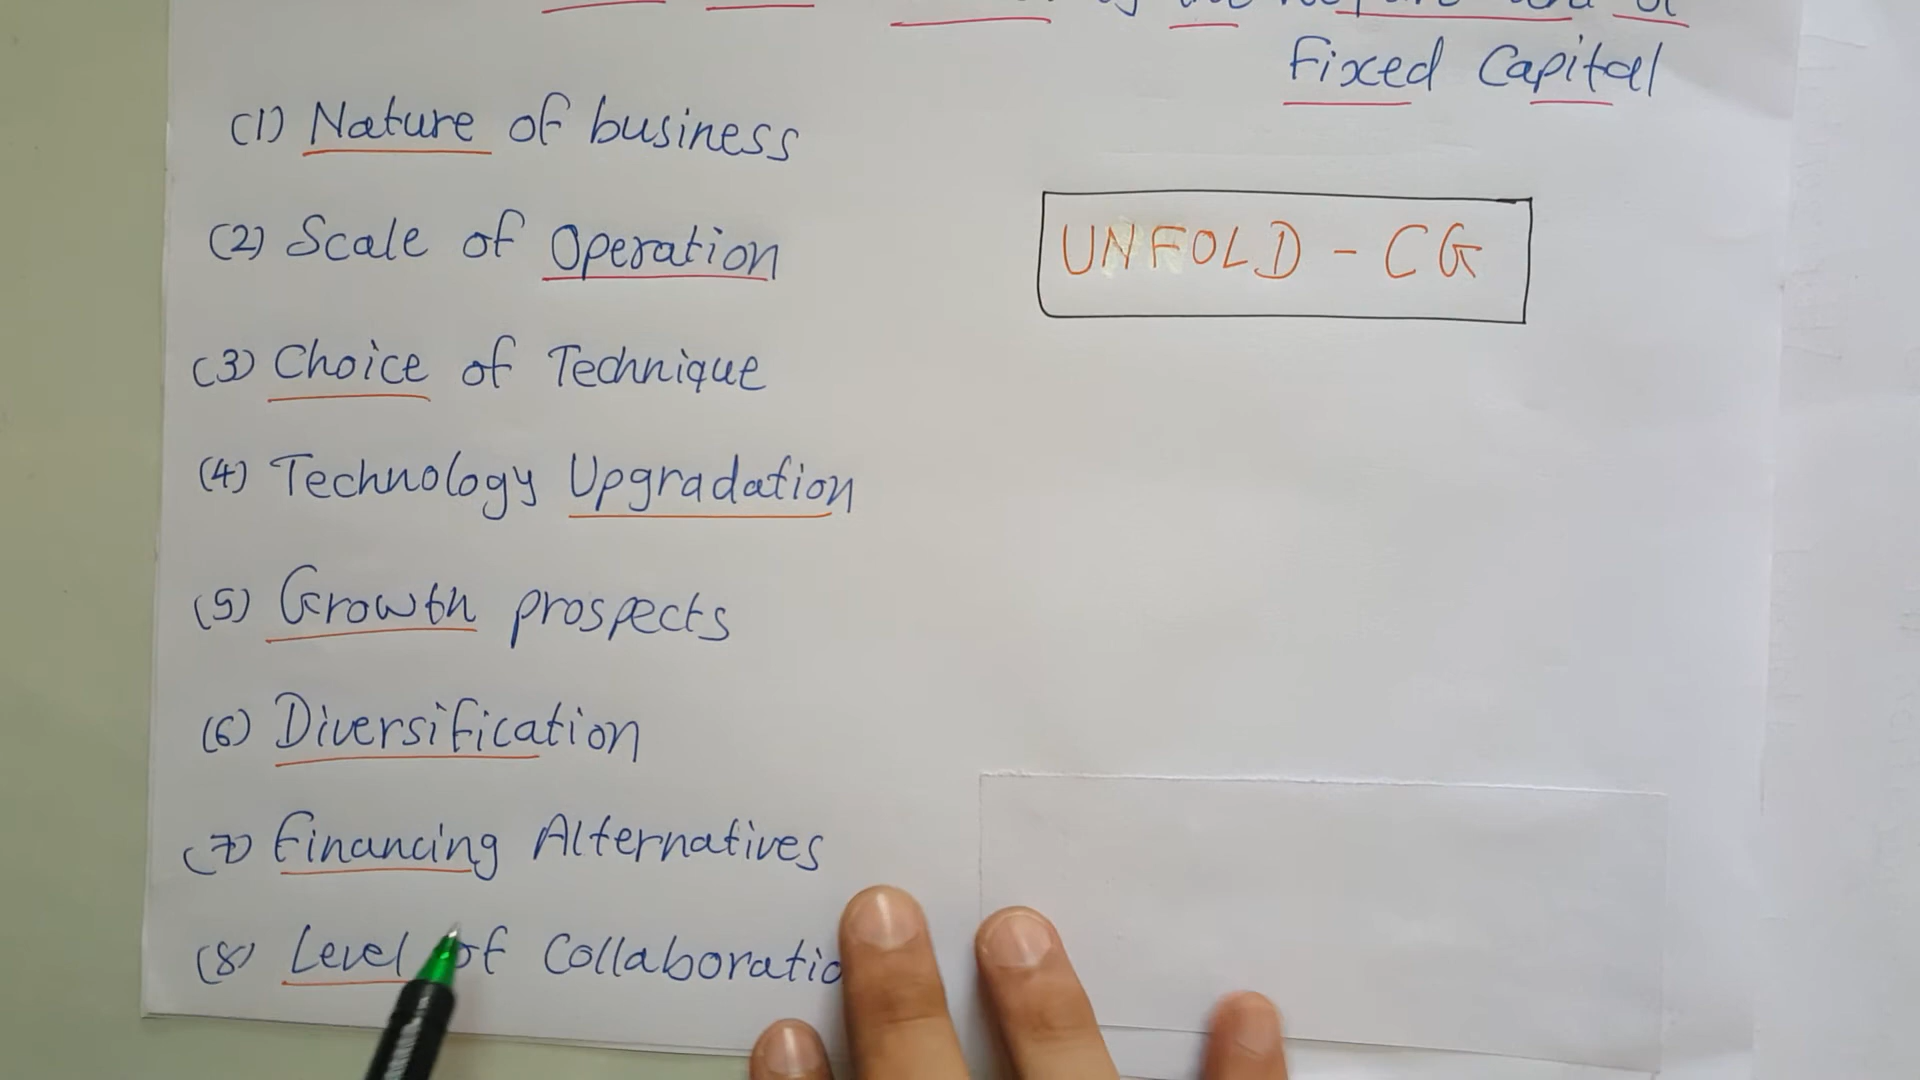 Fixed Capital
(1) Nature of business
(2) Scale of Operation
UNFOLD - CG
(3) Choice of Technique
(4) Technology Upgradation
(5) Growth prospects
(6) Diversification
(7) Financing Alternatives
(8) Level of